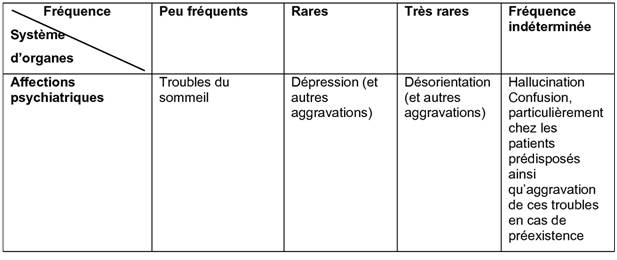 Fréquence
Système
d'organes
Peu fréquents
Rares
Très rares
Fréquence
indéterminée
Affections
psychiatriques
Troubles du
sommeil
Dépression (et
autres
aggravations)
Désorientation
(et autres
aggravations)
Hallucination
Confusion,
particulièrement
chez les
patients
prédisposés
ainsi
qu'aggravation
de ces troubles
en cas de
préexistence